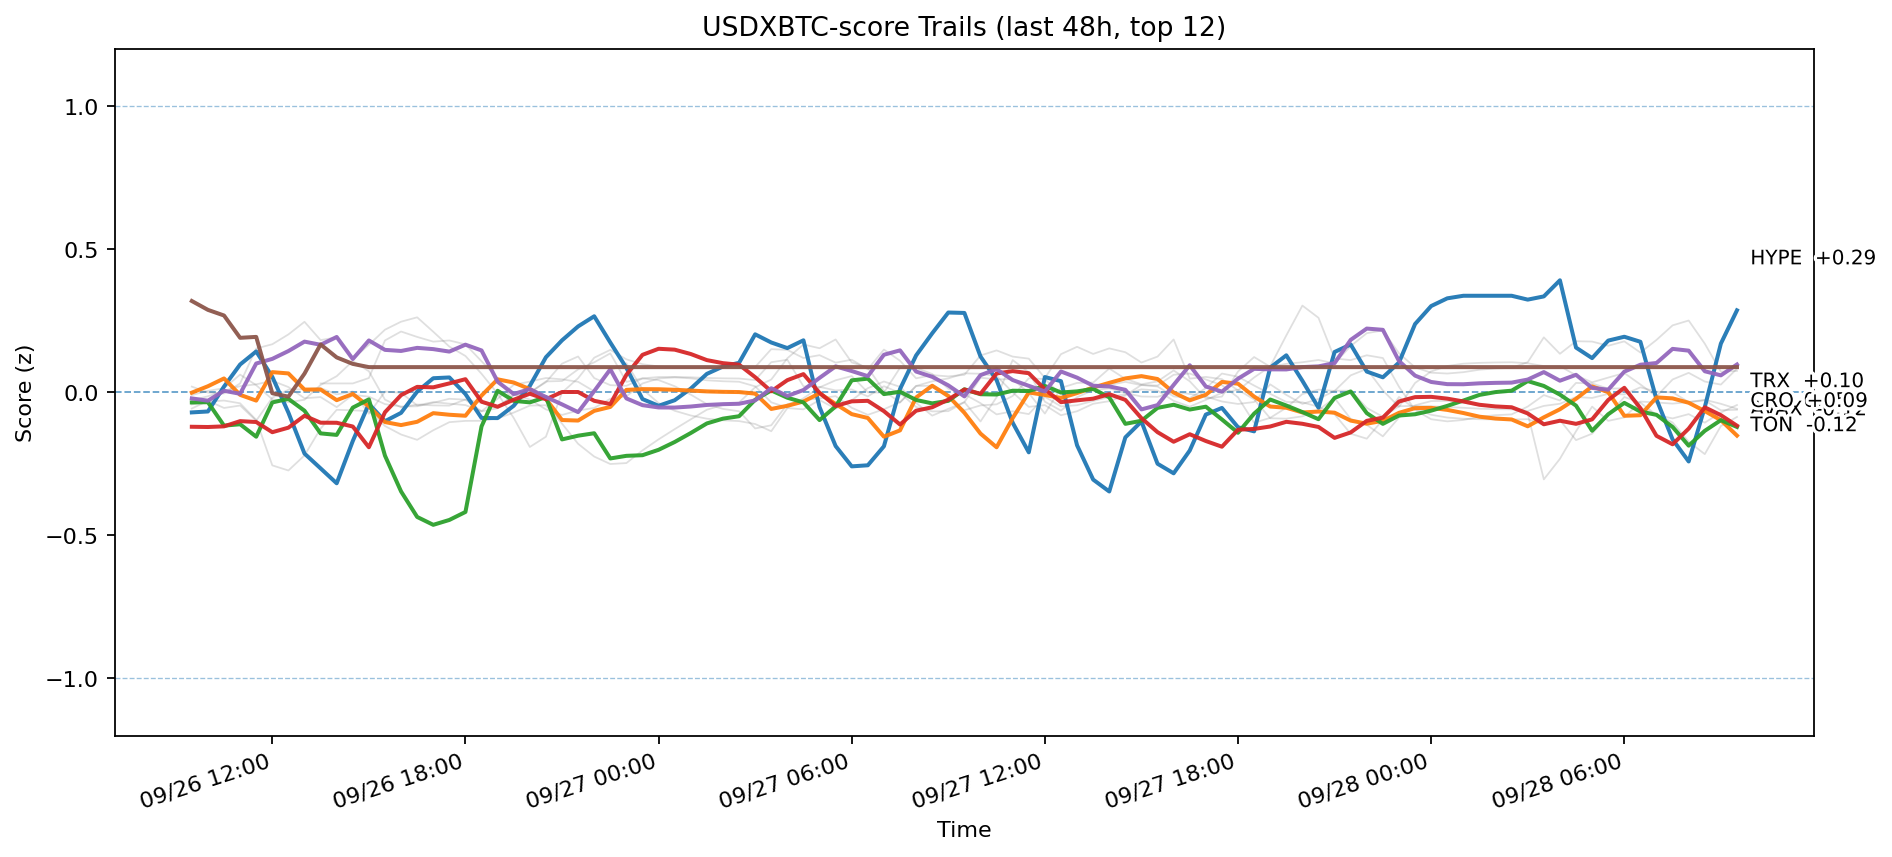 USDXBTC-score Trails (last 48h, top 12)
1.0
0.5
0.0
−0.5
−1.0
Score (z)
HYPE +0.29
TRX +0.10
CRO +0.09
TON -0.12
09/26 12:00
09/26 18:00
09/27 00:00
09/27 06:00
09/27 12:00
09/27 18:00
09/28 00:00
09/28 06:00
Time